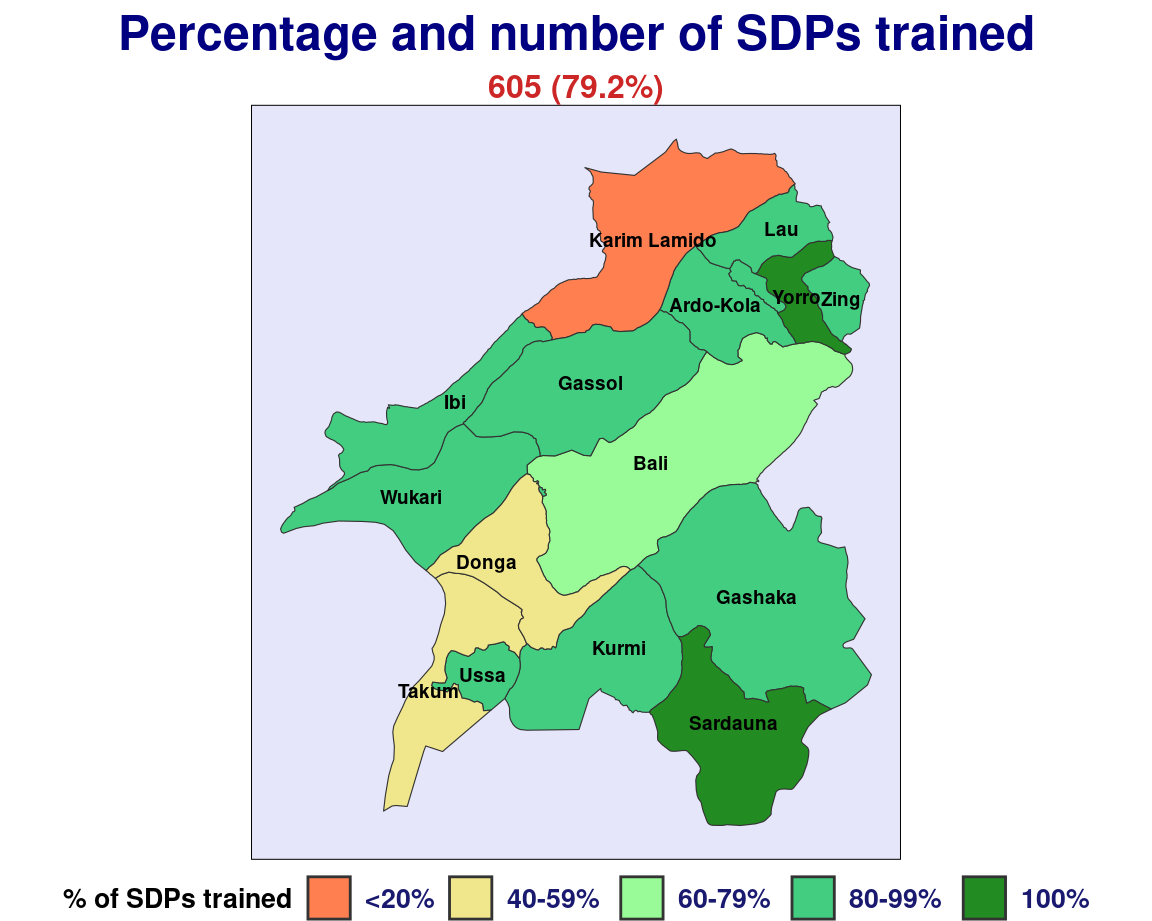 Percentage and number of SDPs trained
605 (79.2%)
Karim Lamido
Lau
Ardo-Kola
Yorro
Zing
Gassol
Ibi
Bali
Wukari
Donga
Gashaka
Kurmi
Ussa
Takum
Sardauna
% of SDPs trained <20% 40-59% 60-79% 80-99% 100%